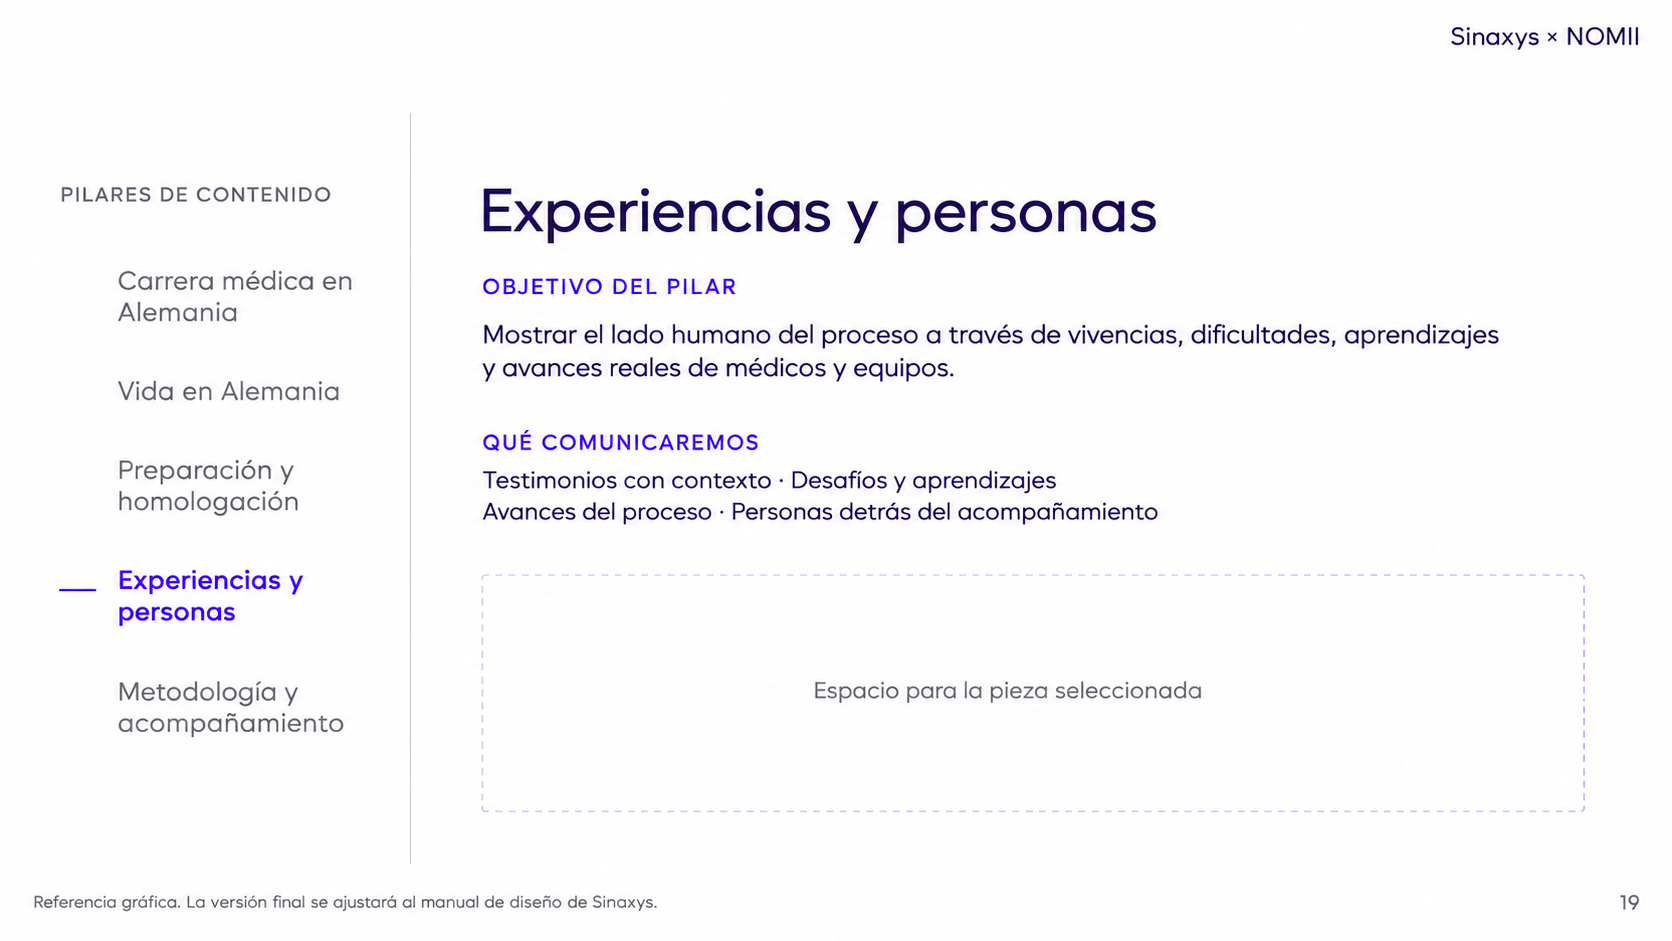 Sinaxys × NOMII
PILARES DE CONTENIDO
Carrera médica en
Alemania
Vida en Alemania
Preparación y
homologación
Experiencias y
personas
Metodología y
acompañamiento
Experiencias y personas
OBJETIVO DEL PILAR
Mostrar el lado humano del proceso a través de vivencias, dificultades, aprendizajes
y avances reales de médicos y equipos.
QUÉ COMUNICAREMOS
Testimonios con contexto · Desafíos y aprendizajes
Avances del proceso · Personas detrás del acompañamiento
Espacio para la pieza seleccionada
Referencia gráfica. La versión final se ajustará al manual de diseño de Sinaxys.
19